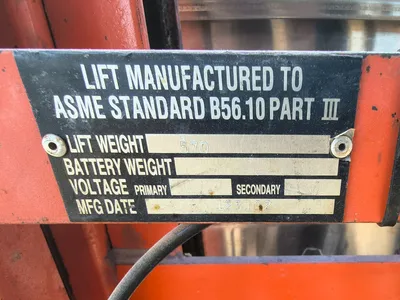 LIFT MANUFACTURED TO
ASME STANDARD B56.10 PART III
LIFT WEIGHT
BATTERY WEIGHT
VOLTAGE PRIMARY SECONDARY
MFG DATE